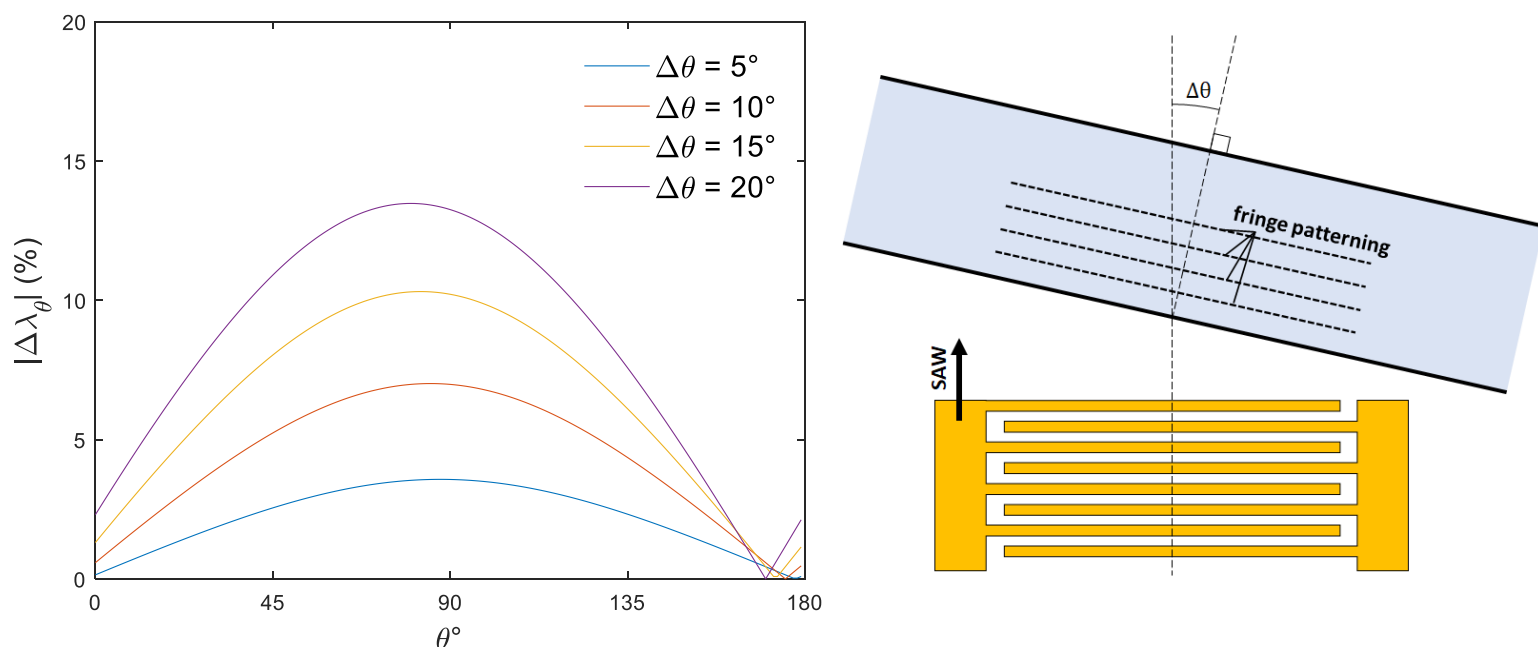 20
15
10
5
0
0
45
90
135
180
|Δλθ| (%)
θ°
Δθ = 5°
Δθ = 10°
Δθ = 15°
Δθ = 20°
Δθ
fringe patterning
SAW